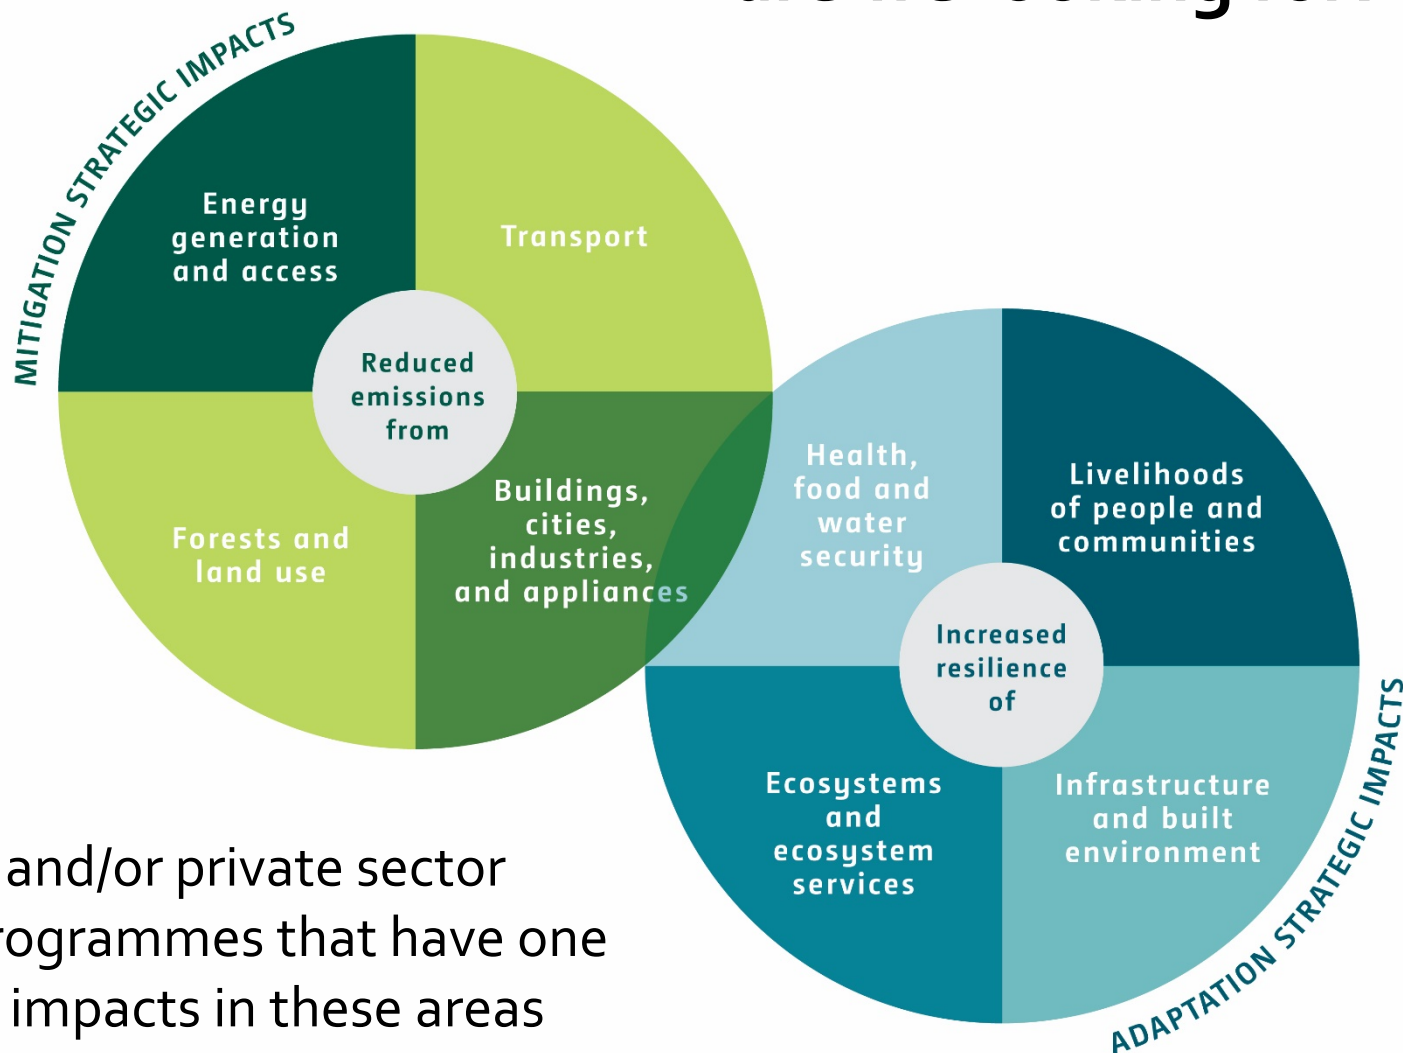 MITIGATION STRATEGIC IMPACTS
Energy
generation
and access
Transport
Reduced
emissions
from
Forests and
land use
Buildings,
cities,
industries,
and appliances
Health,
food and
water
security
Livelihoods
of people and
communities
Increased
resilience
of
Ecosystems
and
ecosystem
services
Infrastructure
and built
environment
ADAPTATION STRATEGIC IMPACTS
and/or private sector
rogrammes that have one
impacts in these areas